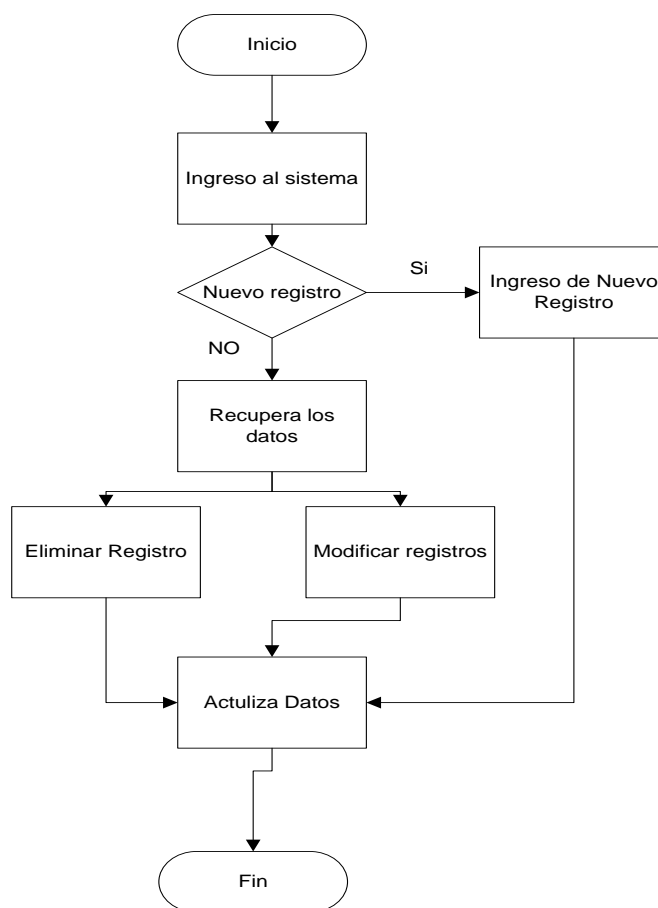 Inicio
Ingreso al sistema
Nuevo registro
Si
Ingreso de Nuevo
Registro
NO
Recupera los
datos
Eliminar Registro
Modificar registros
Actuliza Datos
Fin